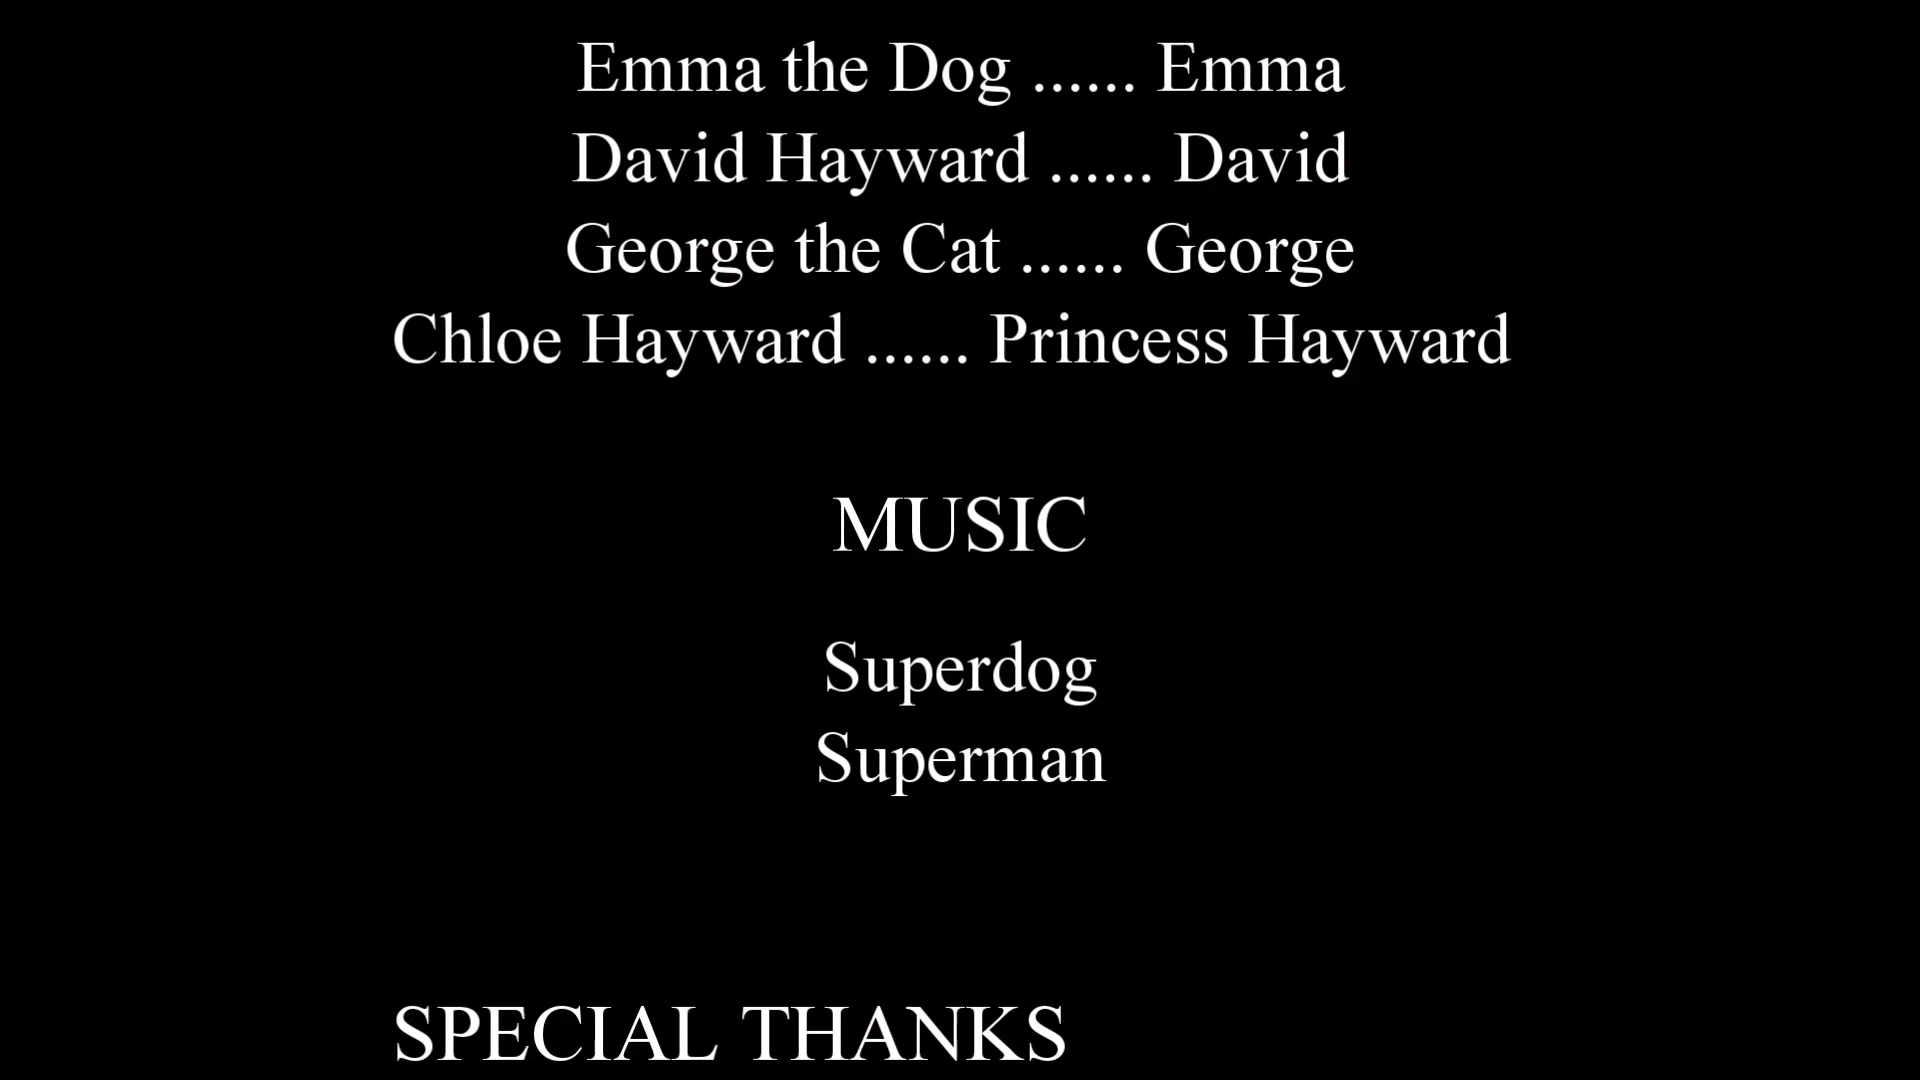 Emma the Dog ...... Emma
David Hayward ...... David
George the Cat ...... George
Chloe Hayward ...... Princess Hayward
MUSIC
Superdog
Superman
SPECIAL THANKS